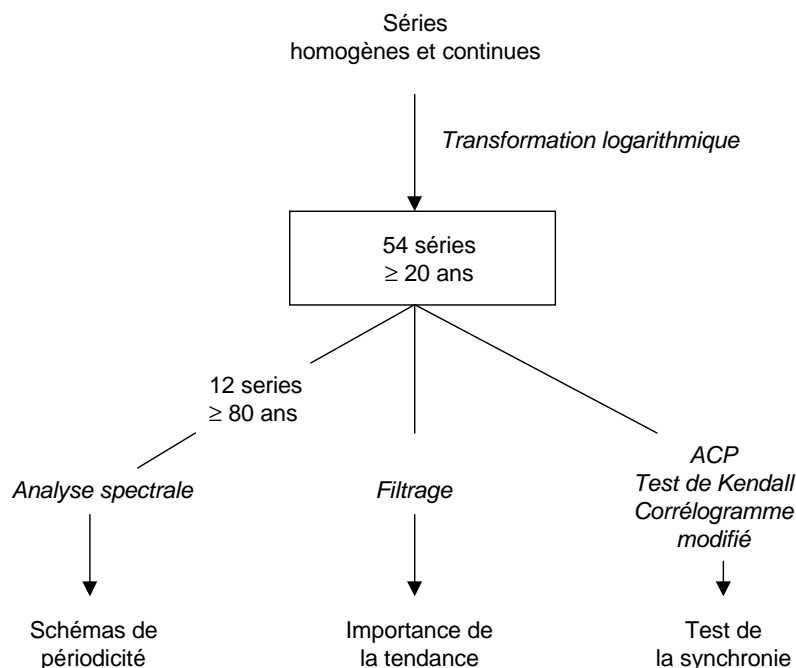 Séries
homogènes et continues
Transformation logarithmique
54 séries
≥ 20 ans
12 series
≥ 80 ans
Analyse spectrale
Filtrage
ACP
Test de Kendall
Corrélogramme
modifié
Schémas de
périodicité
Importance de
la tendance
Test de
la synchronie